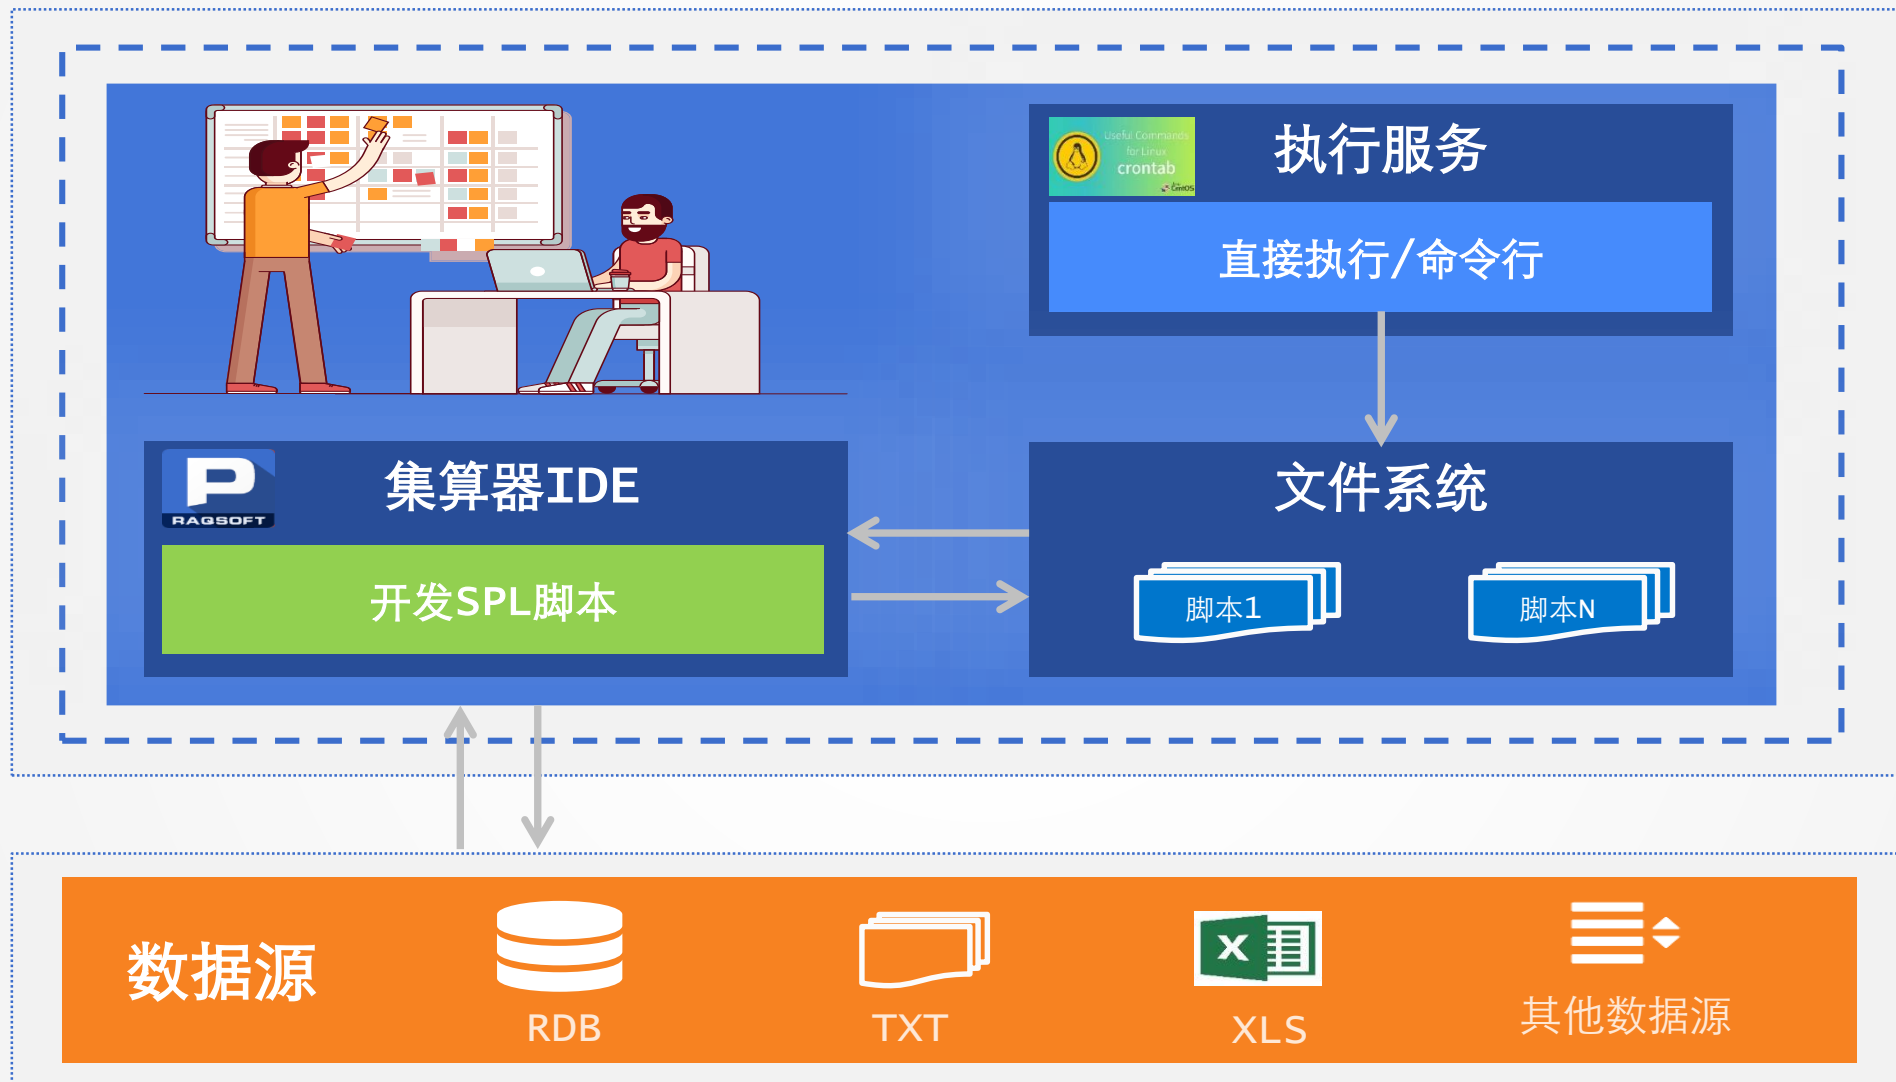 Useful Commands
for Linux
crontab
CentOS
执行服务
直接执行/命令行
RAQSOFT
集算器IDE
开发SPL脚本
文件系统
脚本1
脚本N
数据源
RDB
TXT
XLS
其他数据源